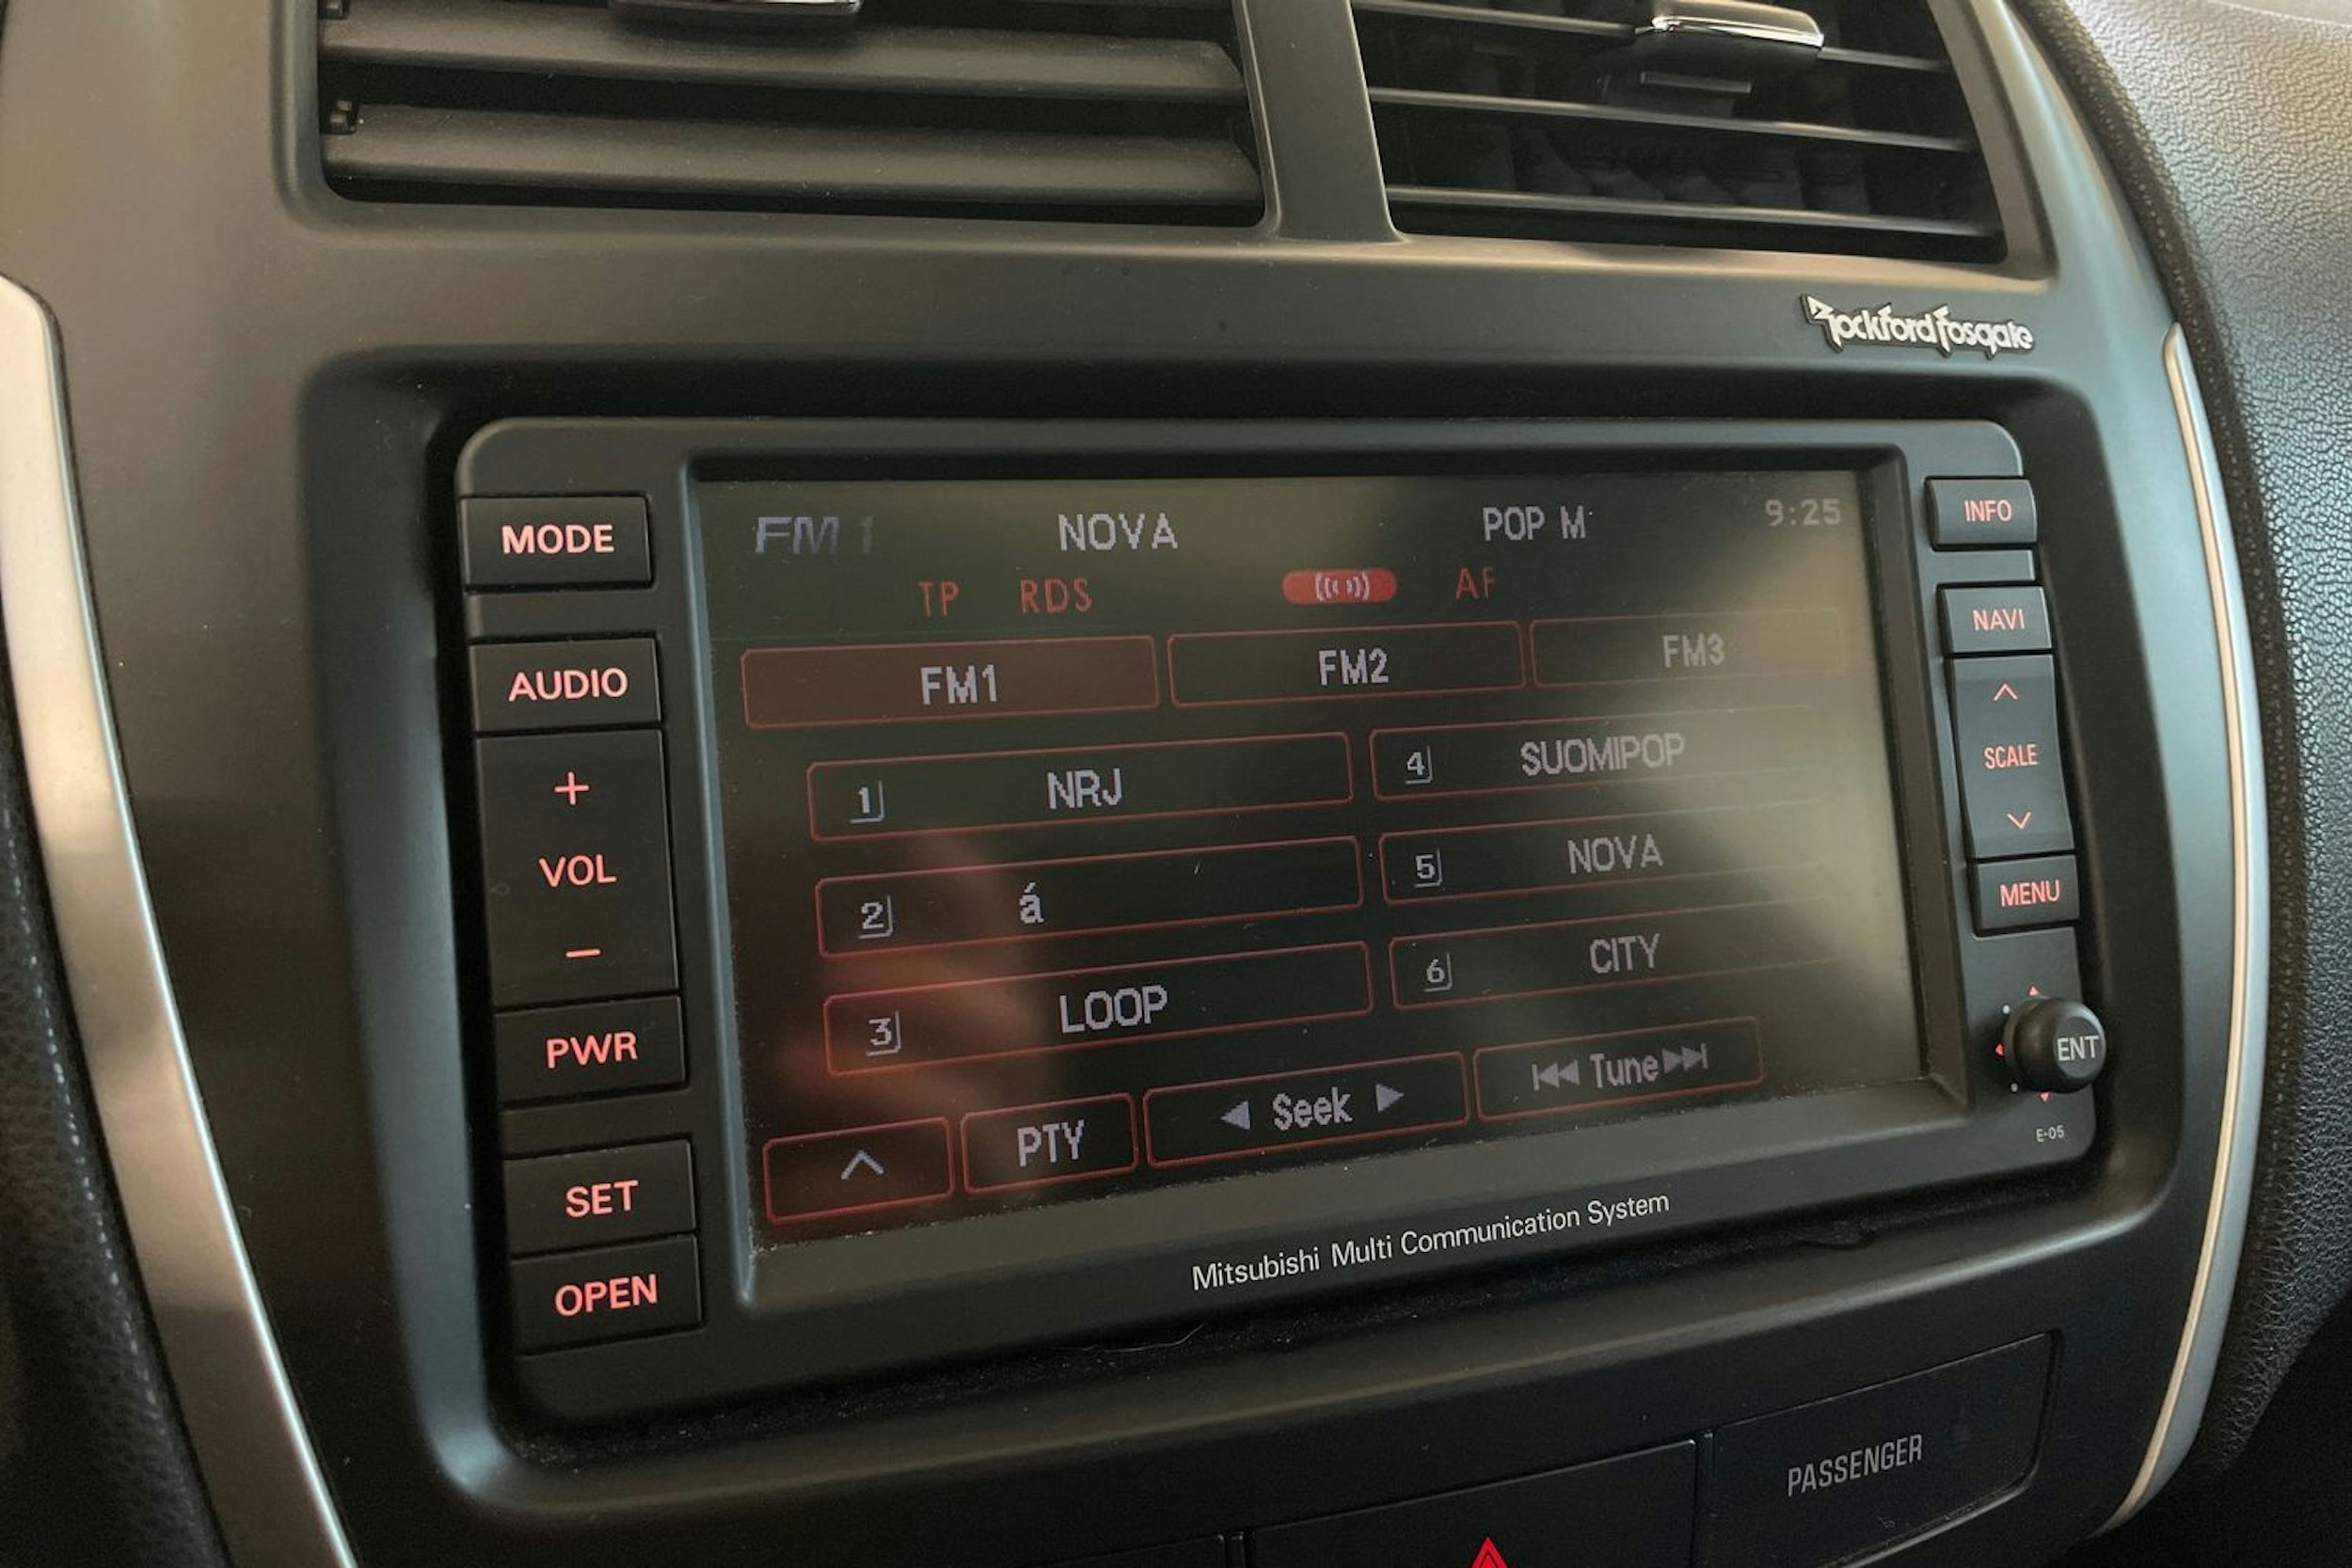 Rockford Fosgate
MODE
AUDIO
+
VOL
−
PWR
SET
OPEN
FM 1 NOVA POP M 9:25
TP RDS AF
FM1 FM2 FM3
1 NRJ 4 SUOMIPOP
2 á 5 NOVA
3 LOOP 6 CITY
PTY Seek Tune
INFO
NAVI
SCALE
MENU
ENT
E-05
Mitsubishi Multi Communication System
PASSENGER